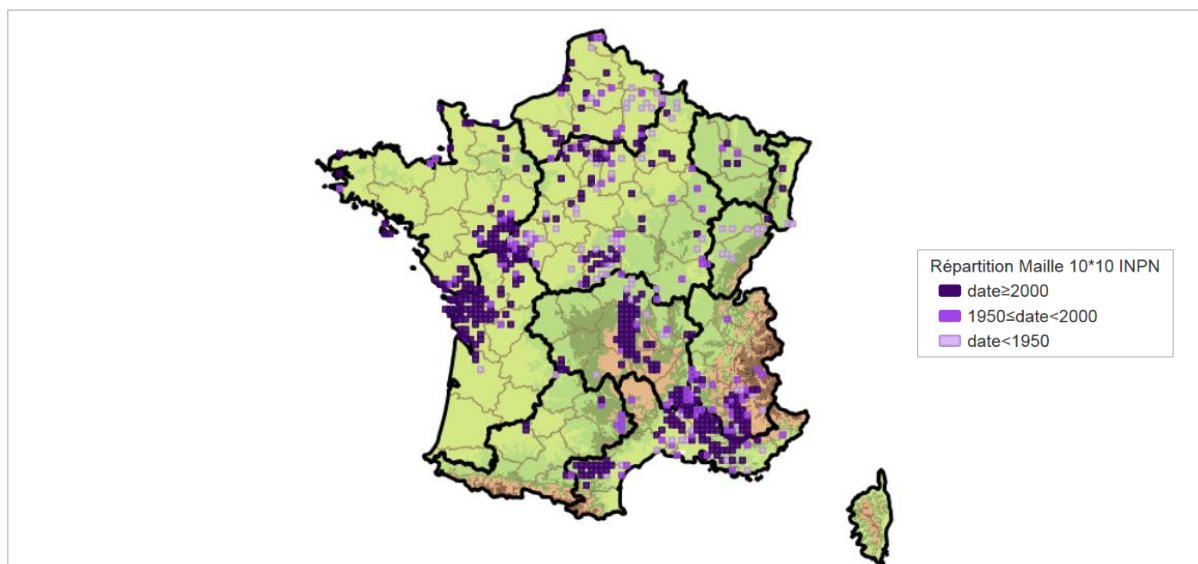 Répartition Maille 10*10 INPN
date≥2000
1950≤date<2000
date<1950